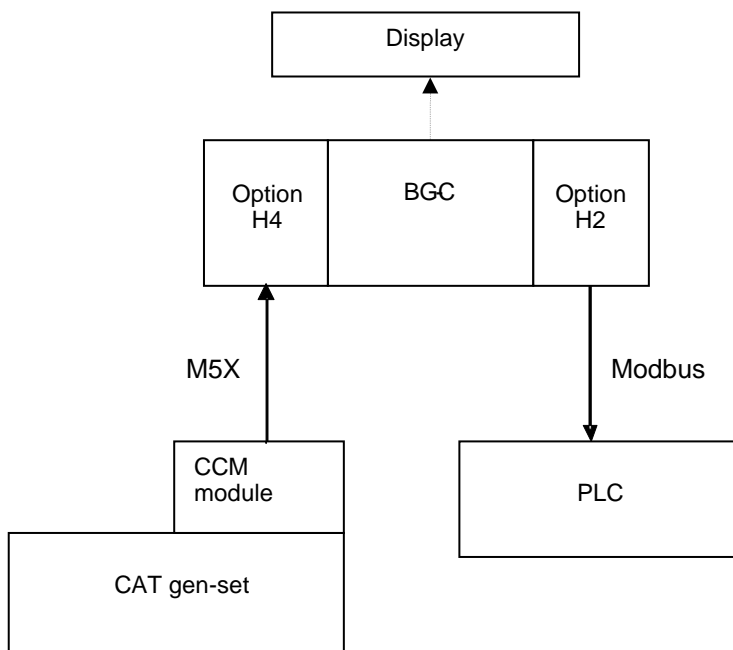 Display
Option
H4
BGC
Option
H2
M5X
Modbus
CCM
module
PLC
CAT gen-set